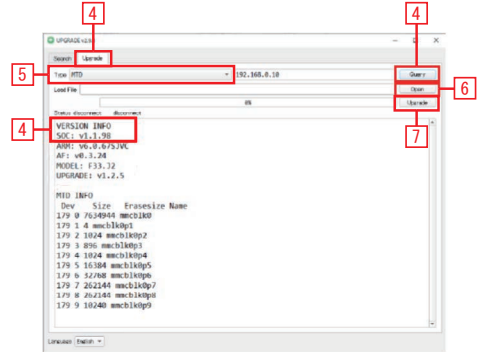 4
4
UPGRADE v2.5.2
Search Upgrade
5
Type MTD 192.168.0.10 Query
Load File Open
6
0% Upgrade
Status disconnect disconnect
4
7
VERSION INFO
SOC: v1.1.98
ARM: v6.0.67SJVC
AF: v0.3.24
MODEL: F33.J2
UPGRADE: v1.2.5
MTD INFO
Dev Size Erasesize Name
179 0 7634944 mmcblk0
179 1 4 mmcblk0p1
179 2 1024 mmcblk0p2
179 3 896 mmcblk0p3
179 4 1024 mmcblk0p4
179 5 16384 mmcblk0p5
179 6 32768 mmcblk0p6
179 7 262144 mmcblk0p7
179 8 262144 mmcblk0p8
179 9 10240 mmcblk0p9
Language English